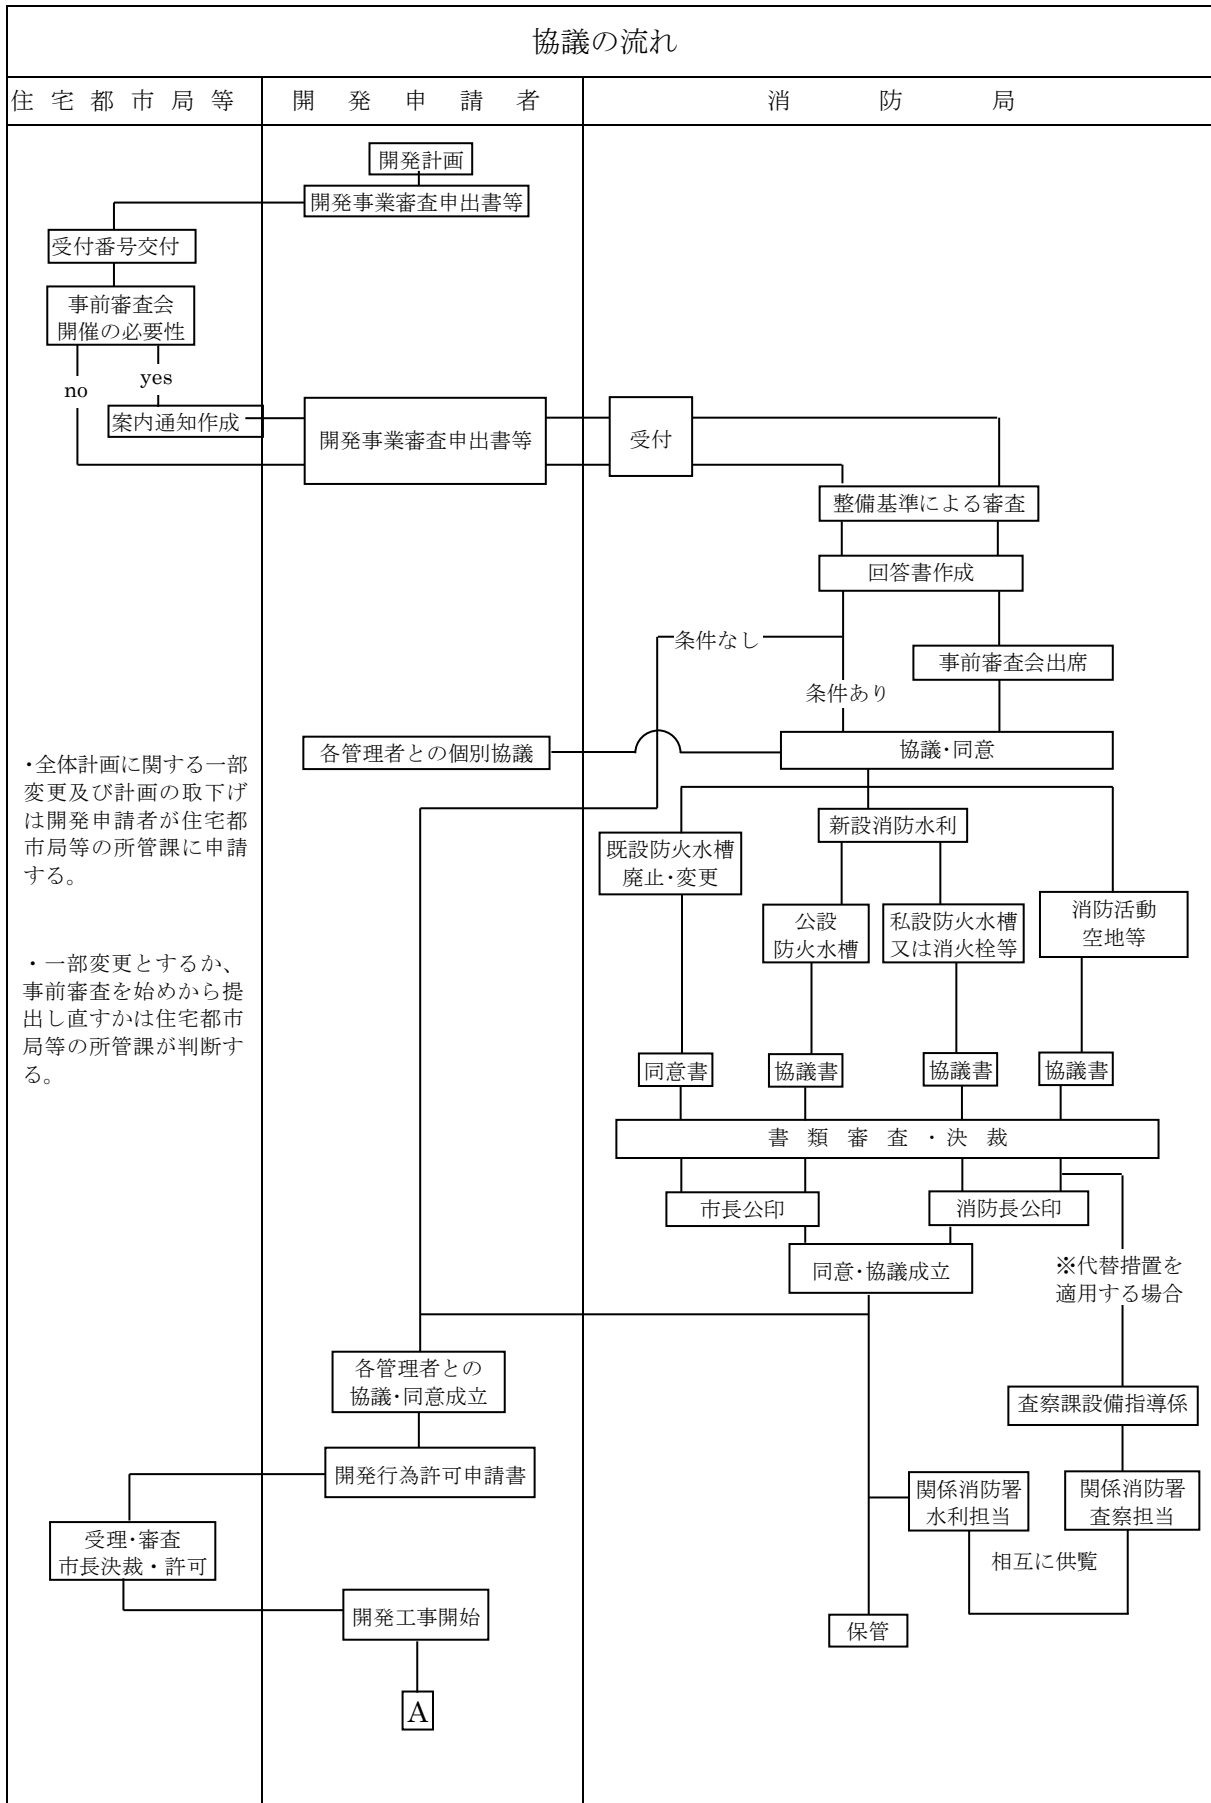 協議の流れ
住宅都市局等
開発申請者
消防局
開発計画
開発事業審査申出書等
受付番号交付
事前審査会
開催の必要性
no
yes
案内通知作成
開発事業審査申出書等
受付
整備基準による審査
回答書作成
条件なし
事前審査会出席
条件あり
各管理者との個別協議
協議・同意
・全体計画に関する一部
変更及び計画の取下げ
は開発申請者が住宅都
市局等の所管課に申請
する。
・一部変更とするか、
事前審査を始めから提
出し直すかは住宅都市
局等の所管課が判断す
る。
新設消防水利
既設防火水槽
廃止・変更
公設
防火水槽
私設防火水槽
又は消火栓等
消防活動
空地等
同意書
協議書
協議書
協議書
書類審査・決裁
市長公印
消防長公印
同意・協議成立
※代替措置を
適用する場合
各管理者との
協議・同意成立
査察課設備指導係
開発行為許可申請書
関係消防署
水利担当
関係消防署
査察担当
受理・審査
市長決裁・許可
相互に供覧
開発工事開始
保管
A